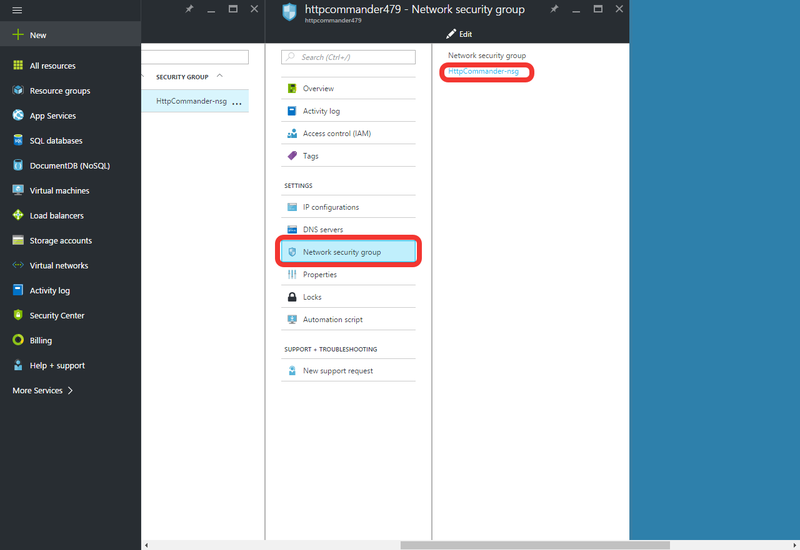 New
All resources
Resource groups
App Services
SQL databases
DocumentDB (NoSQL)
Virtual machines
Load balancers
Storage accounts
Virtual networks
Activity log
Security Center
Billing
Help + support
More Services
SECURITY GROUP
HttpCommander-nsg ...
httpcommander479 - Network security group
httpcommander479
Search (Ctrl+/)
Overview
Activity log
Access control (IAM)
Tags
SETTINGS
IP configurations
DNS servers
Network security group
Properties
Locks
Automation script
SUPPORT + TROUBLESHOOTING
New support request
Edit
Network security group
HttpCommander-nsg